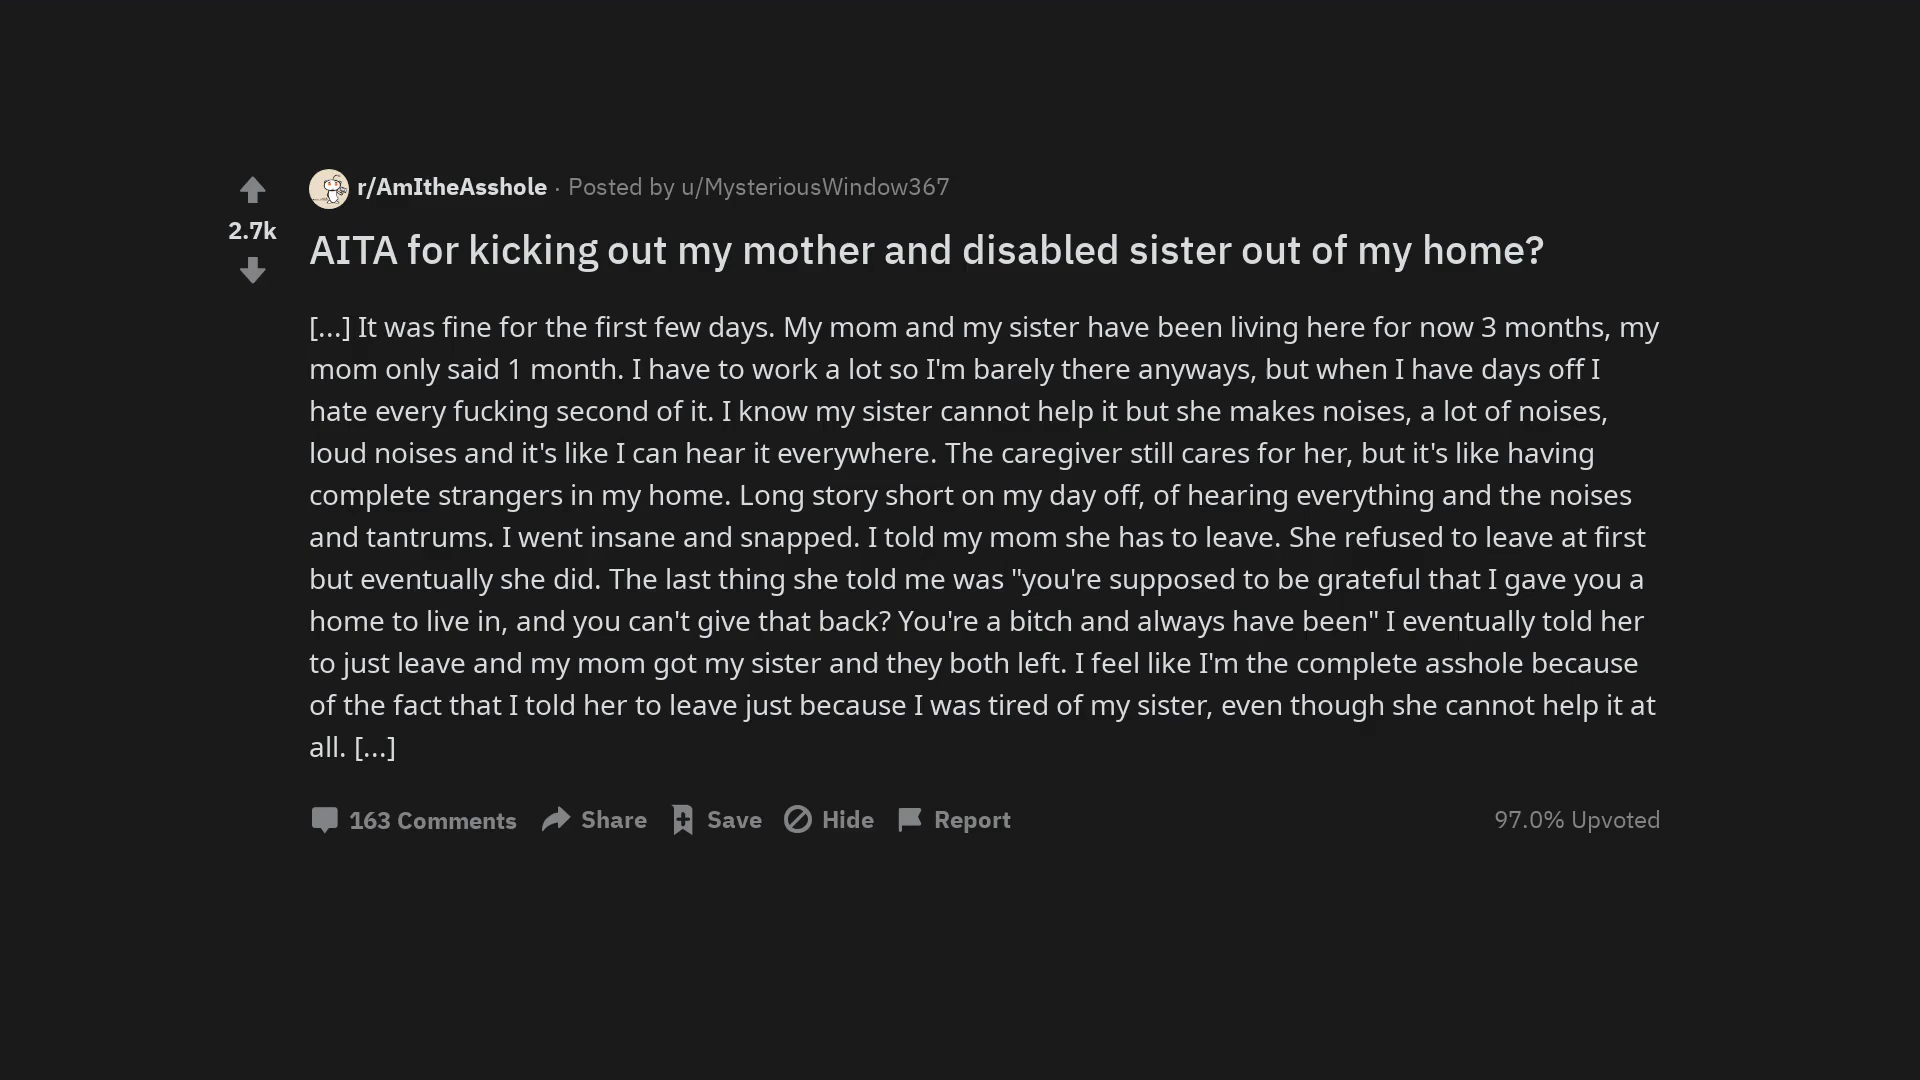 r/AmItheAsshole · Posted by u/MysteriousWindow367
2.7k
AITA for kicking out my mother and disabled sister out of my home?
[...] It was fine for the first few days. My mom and my sister have been living here for now 3 months, my
mom only said 1 month. I have to work a lot so I'm barely there anyways, but when I have days off I
hate every fucking second of it. I know my sister cannot help it but she makes noises, a lot of noises,
loud noises and it's like I can hear it everywhere. The caregiver still cares for her, but it's like having
complete strangers in my home. Long story short on my day off, of hearing everything and the noises
and tantrums. I went insane and snapped. I told my mom she has to leave. She refused to leave at first
but eventually she did. The last thing she told me was "you're supposed to be grateful that I gave you a
home to live in, and you can't give that back? You're a bitch and always have been" I eventually told her
to just leave and my mom got my sister and they both left. I feel like I'm the complete asshole because
of the fact that I told her to leave just because I was tired of my sister, even though she cannot help it at
all. [...]
163 Comments Share Save Hide Report 97.0% Upvoted